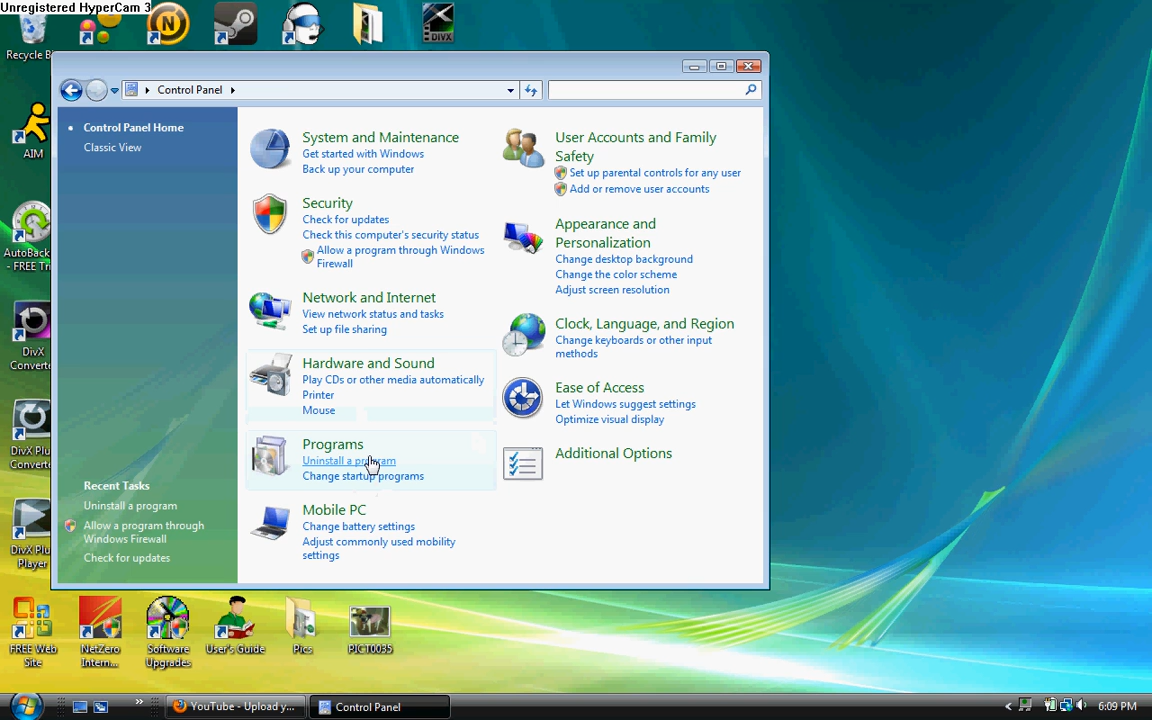 Unregistered HyperCam 3
Recycle B
DIVX
AIM
AutoBack
- FREE Tri
DivX
Converte
DivX Plu
Converte
DivX Plu
Player
Control Panel
Control Panel Home
Classic View
System and Maintenance
Get started with Windows
Back up your computer
Security
Check for updates
Check this computer's security status
Allow a program through Windows
Firewall
Network and Internet
View network status and tasks
Set up file sharing
Hardware and Sound
Play CDs or other media automatically
Printer
Mouse
Programs
Uninstall a program
Change startup programs
Mobile PC
Change battery settings
Adjust commonly used mobility
settings
User Accounts and Family
Safety
Set up parental controls for any user
Add or remove user accounts
Appearance and
Personalization
Change desktop background
Change the color scheme
Adjust screen resolution
Clock, Language, and Region
Change keyboards or other input
methods
Ease of Access
Let Windows suggest settings
Optimize visual display
Additional Options
Recent Tasks
Uninstall a program
Allow a program through
Windows Firewall
Check for updates
FREE Web
Site
NetZero
Intern...
Software
Upgrades
User's Guide
Pics
PICT0035
YouTube - Upload y...
Control Panel
6:09 PM